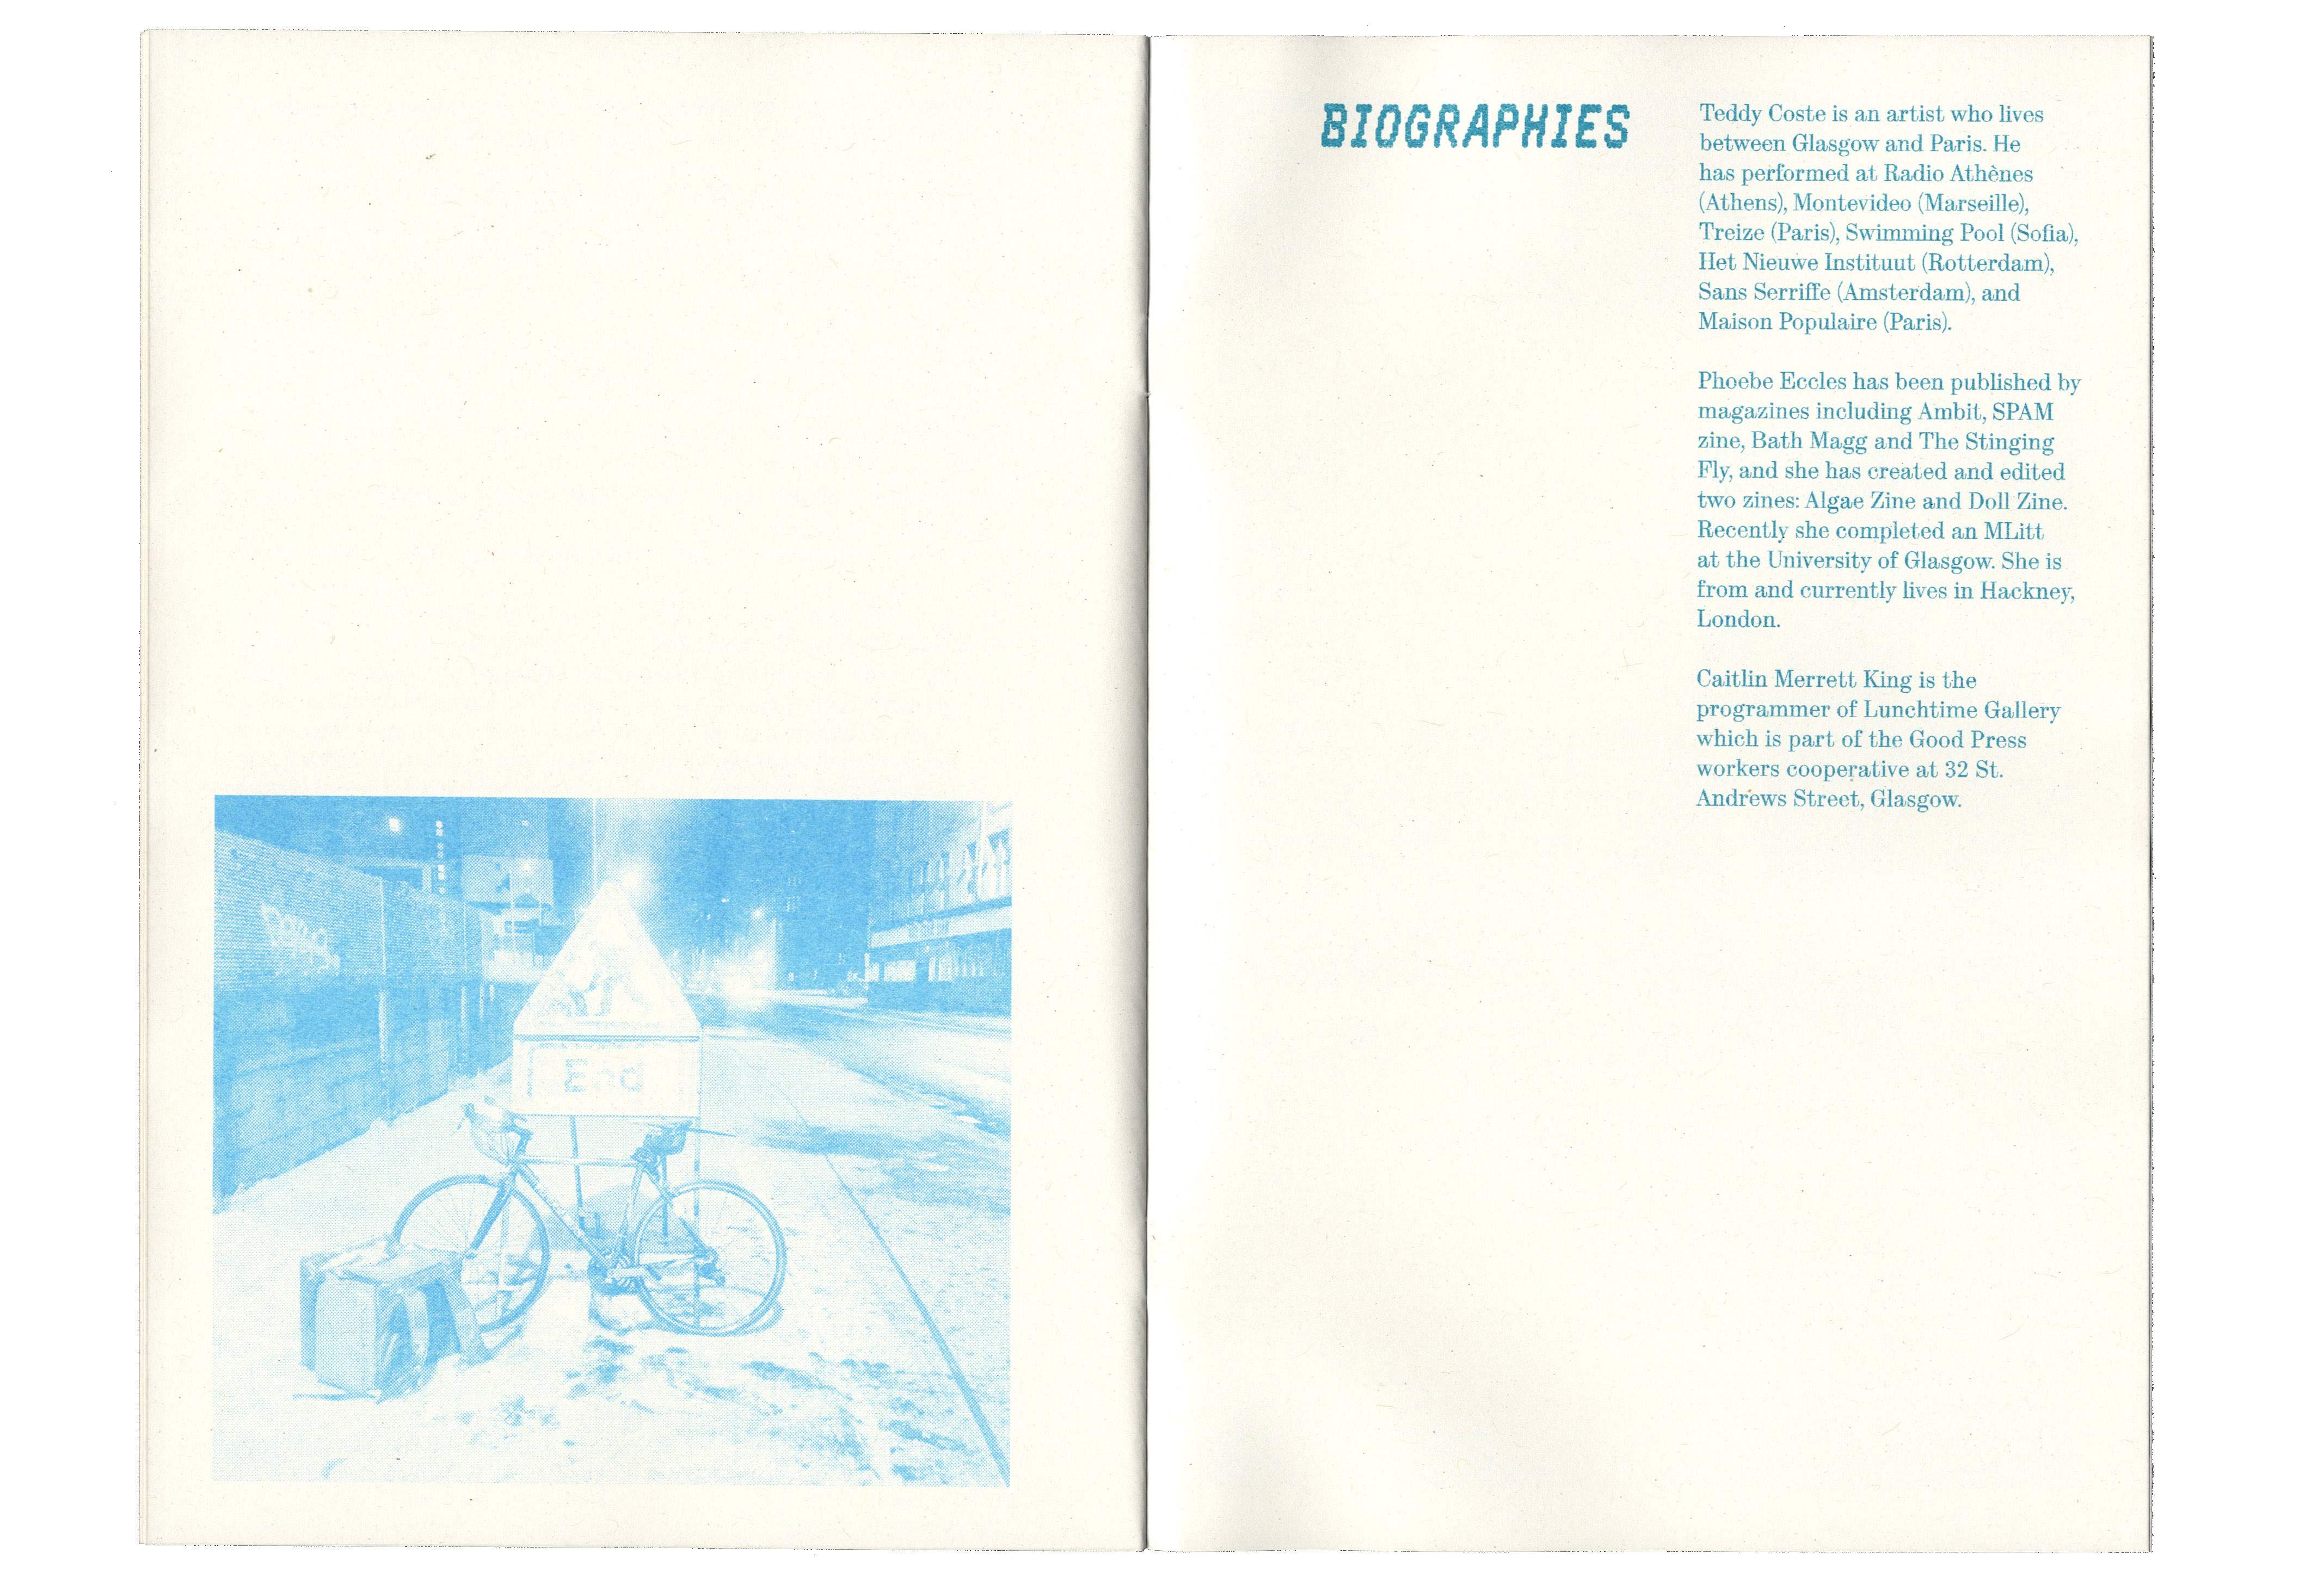 End
BIOGRAPHIES
Teddy Coste is an artist who lives
between Glasgow and Paris. He
has performed at Radio Athènes
(Athens), Montevideo (Marseille),
Treize (Paris), Swimming Pool (Sofia),
Het Nieuwe Instituut (Rotterdam),
Sans Serriffe (Amsterdam), and
Maison Populaire (Paris).
Phoebe Eccles has been published by
magazines including Ambit, SPAM
zine, Bath Magg and The Stinging
Fly, and she has created and edited
two zines: Algae Zine and Doll Zine.
Recently she completed an MLitt
at the University of Glasgow. She is
from and currently lives in Hackney,
London.
Caitlin Merrett King is the
programmer of Lunchtime Gallery
which is part of the Good Press
workers cooperative at 32 St.
Andrews Street, Glasgow.